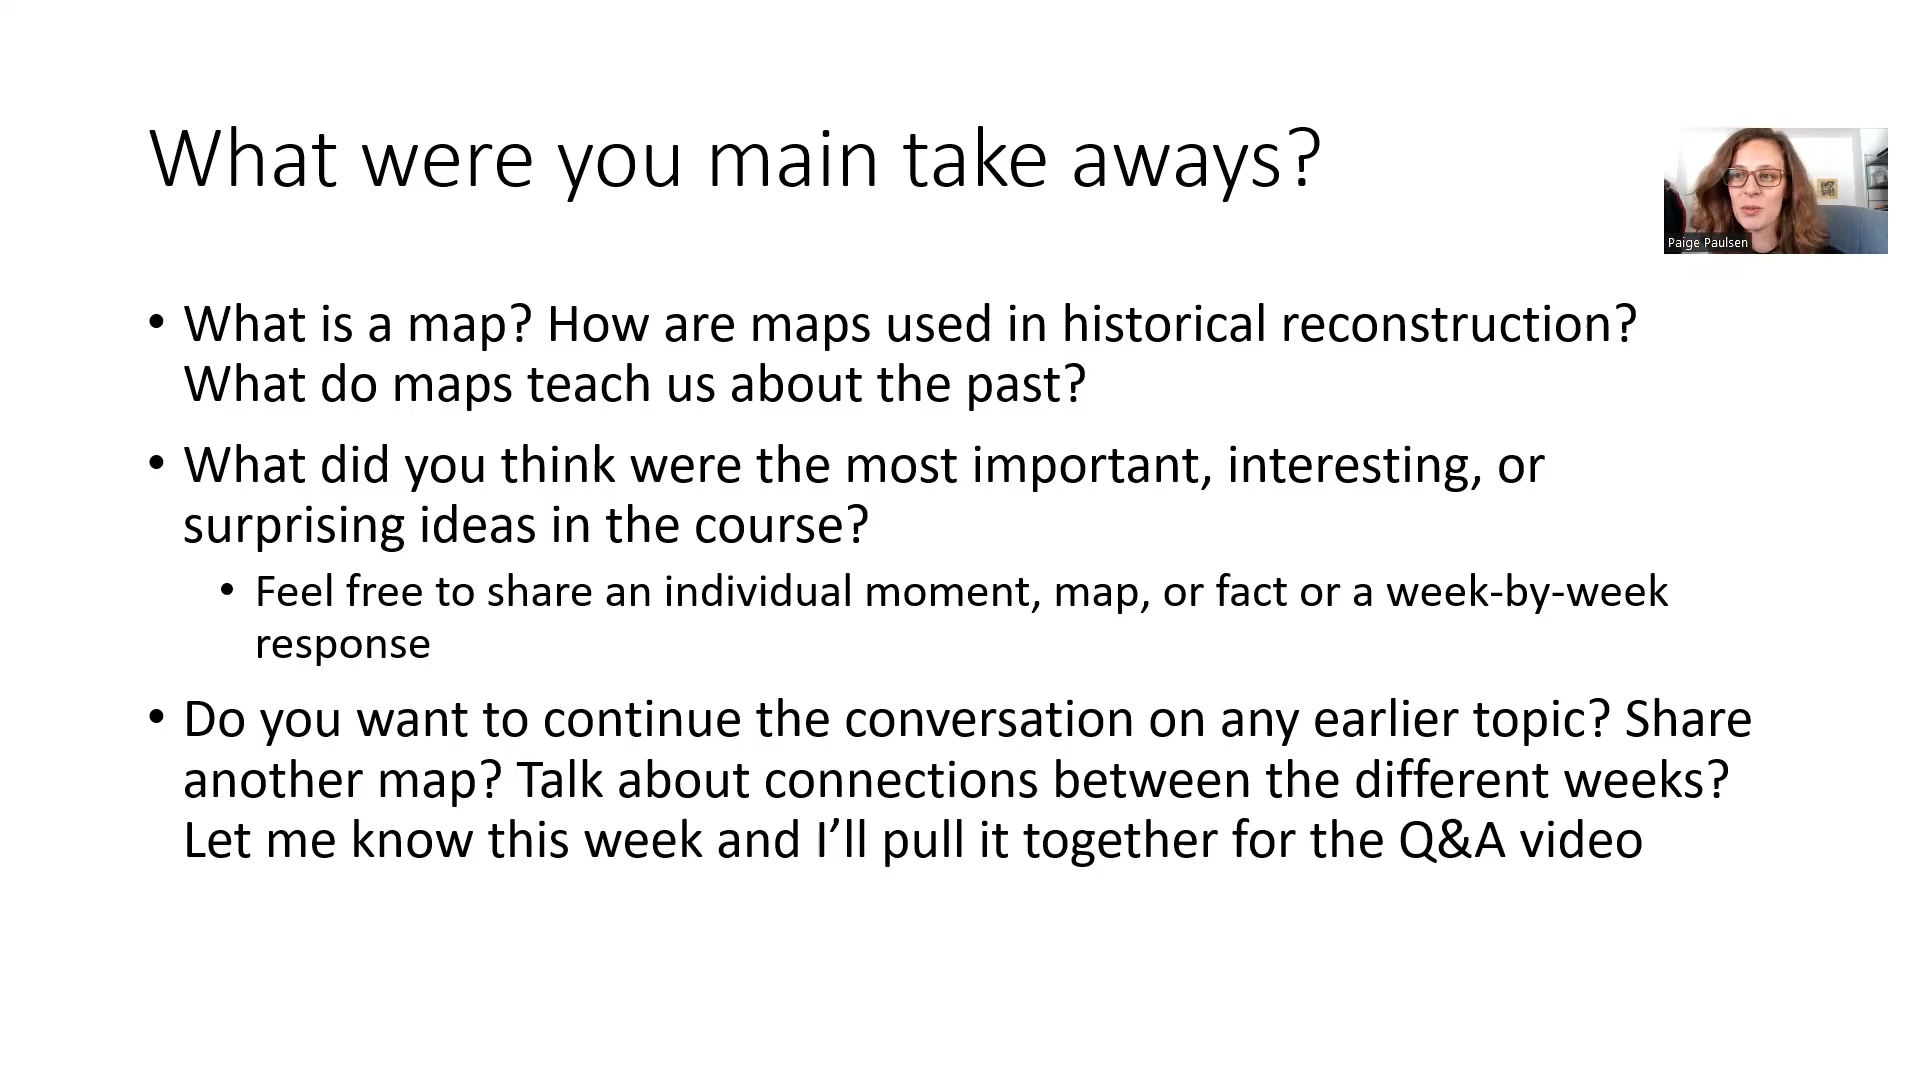 What were you main take aways?
Paige Paulsen
• What is a map? How are maps used in historical reconstruction?
What do maps teach us about the past?
• What did you think were the most important, interesting, or
surprising ideas in the course?
• Feel free to share an individual moment, map, or fact or a week-by-week
response
• Do you want to continue the conversation on any earlier topic? Share
another map? Talk about connections between the different weeks?
Let me know this week and I’ll pull it together for the Q&A video